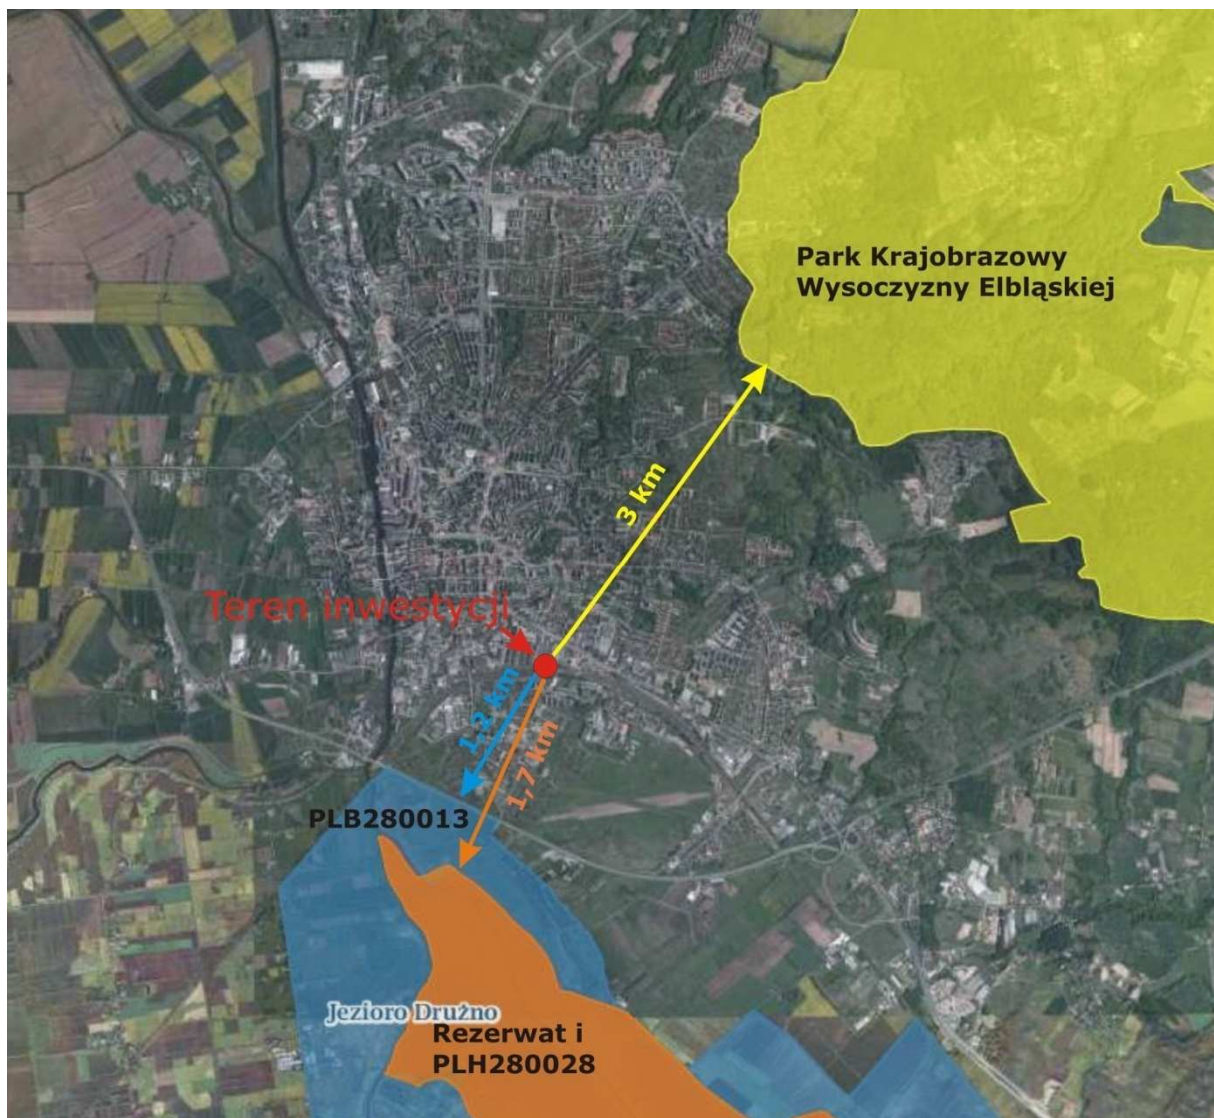 Park Krajobrazowy
Wysoczyzny Elbląskiej
3 km
Teren inwestycji
1,2 km
1,7 km
PLB280013
Jezioro Drużno
Rezerwat i
PLH280028